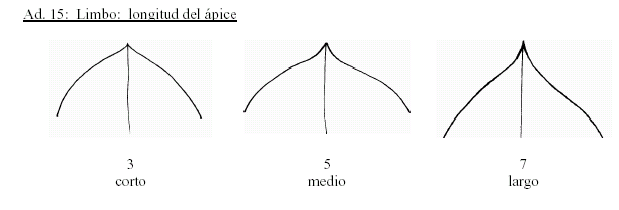 Ad. 15:  Limbo:  longitud del ápice
3 5 7
corto medio largo